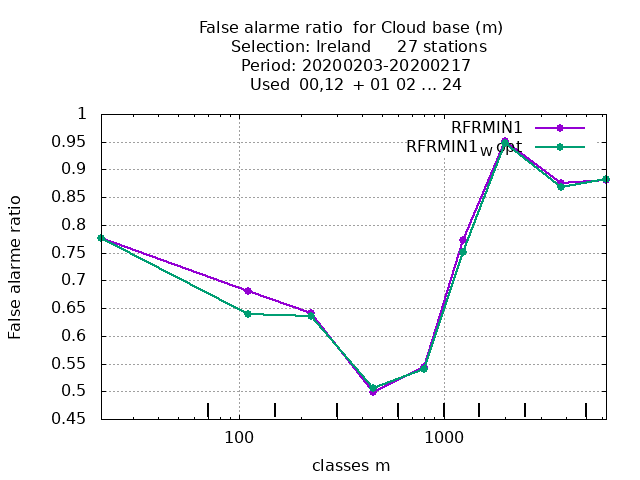 False alarme ratio  for Cloud base (m)
Selection: Ireland     27 stations
Period: 20200203-20200217
Used  00,12  + 01 02 ... 24
RFRMIN1
RFRMIN1w opt
1
0.95
0.9
0.85
0.8
0.75
0.7
0.65
0.6
0.55
0.5
0.45
False alarme ratio
100
1000
classes m